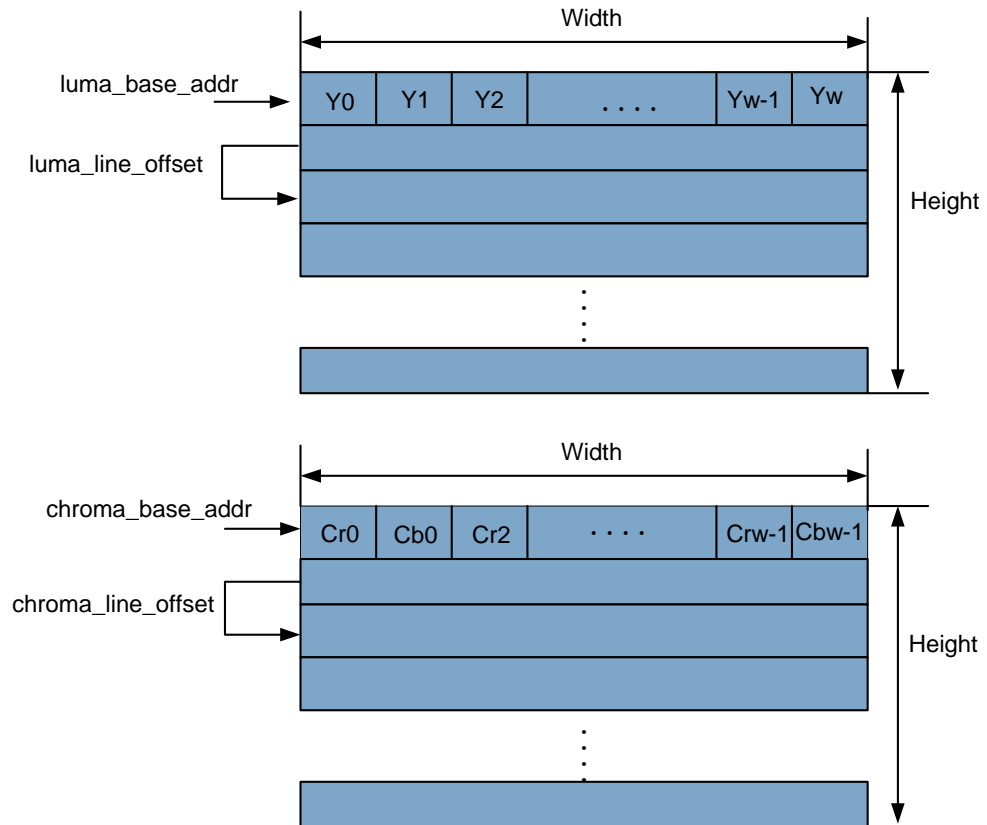 Width
luma_base_addr
Y0 Y1 Y2 . . . . Yw-1 Yw
luma_line_offset
Height
Width
chroma_base_addr
Cr0 Cb0 Cr2 . . . . Crw-1 Cbw-1
chroma_line_offset
Height